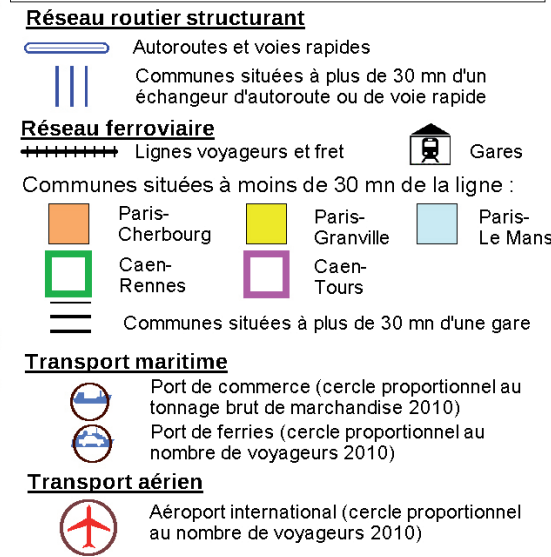 Réseau routier structurant
Autoroutes et voies rapides
Communes situées à plus de 30 mn d'un
échangeur d'autoroute ou de voie rapide
Réseau ferroviaire
Lignes voyageurs et fret
Gares
Communes situées à moins de 30 mn de la ligne :
Paris-
Cherbourg
Paris-
Granville
Paris-
Le Mans
Caen-
Rennes
Caen-
Tours
Communes situées à plus de 30 mn d'une gare
Transport maritime
Port de commerce (cercle proportionnel au
tonnage brut de marchandise 2010)
Port de ferries (cercle proportionnel au
nombre de voyageurs 2010)
Transport aérien
Aéroport international (cercle proportionnel
au nombre de voyageurs 2010)